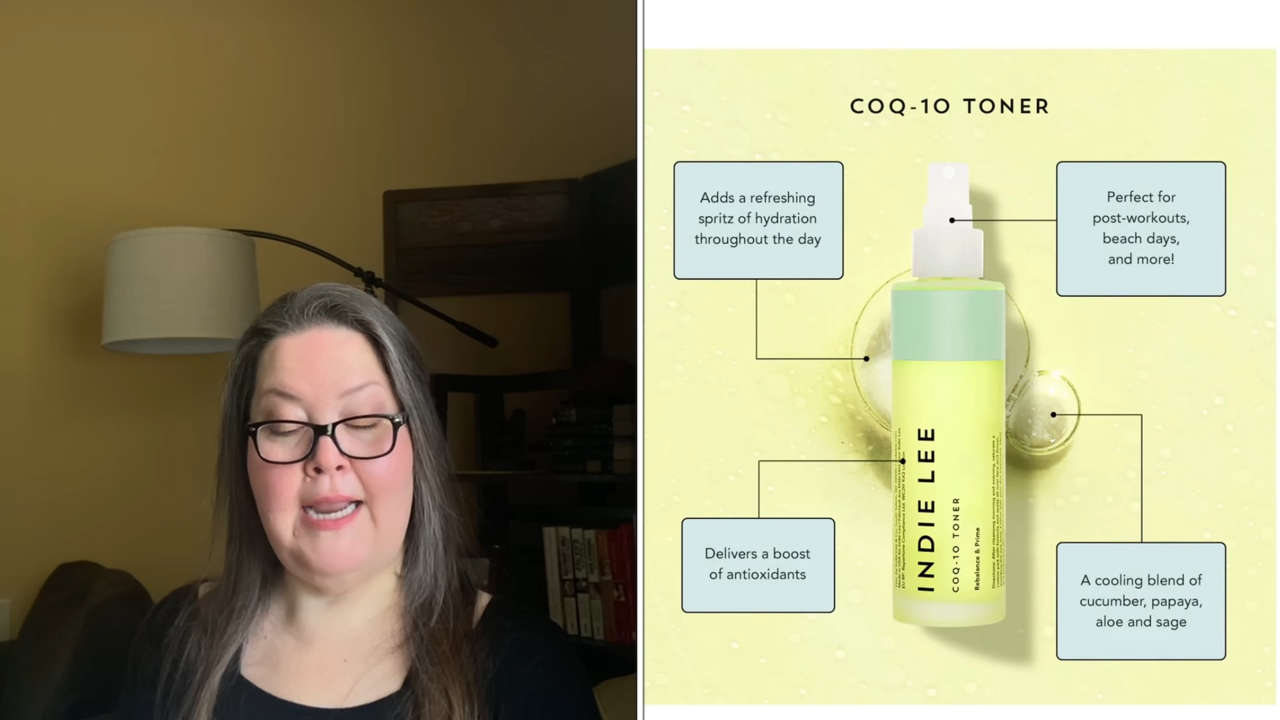 COQ-10 TONER
Adds a refreshing
spritz of hydration
throughout the day
Perfect for
post-workouts,
beach days,
and more!
Delivers a boost
of antioxidants
A cooling blend of
cucumber, papaya,
aloe and sage
INDIE LEE
COQ-10 TONER
Rebalance & Prime